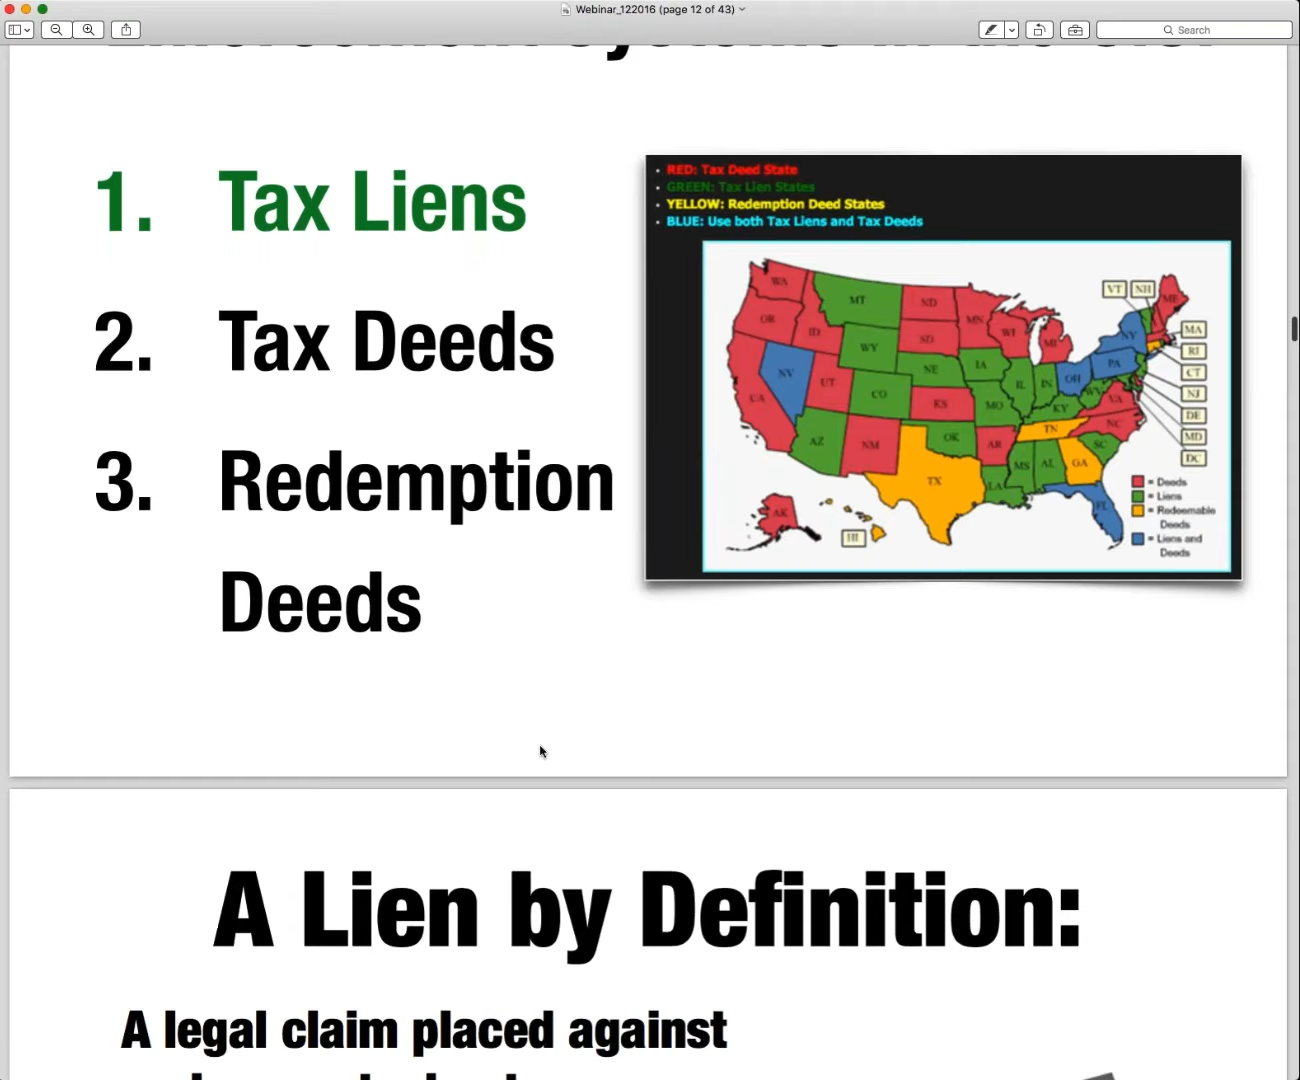 Webinar_122016 (page 12 of 43)
Search
1. Tax Liens
2. Tax Deeds
3. Redemption
Deeds
• RED: Tax Deed State
• GREEN: Tax Lien States
• YELLOW: Redemption Deed States
• BLUE: Use both Tax Liens and Tax Deeds
WA
OR
CA
NV
ID
MT
WY
UT
CO
AZ
NM
ND
SD
NE
KS
OK
TX
MN
IA
MO
AR
LA
WI
IL
MI
IN
OH
KY
TN
MS
AL
GA
FL
SC
NC
VA
WV
PA
NY
VT
NH
ME
MA
RI
CT
NJ
DE
MD
DC
AK
HI
= Deeds
= Liens
= Redeemable
Deeds
= Liens and
Deeds
A Lien by Definition:
A legal claim placed against